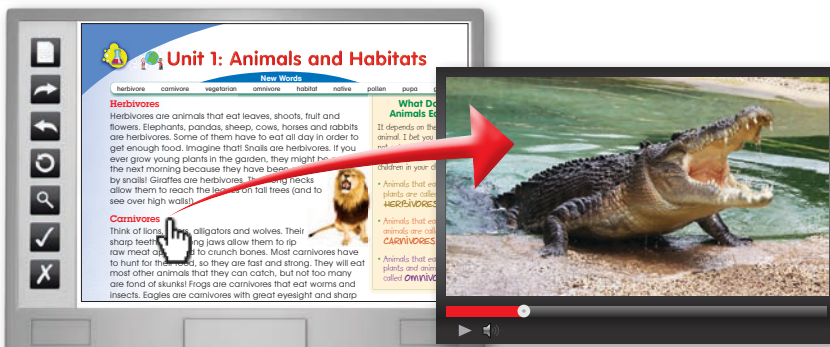 Unit 1: Animals and Habitats
New Words
herbivore carnivore vegetarian omnivore habitat native pollen pupa
Herbivores
Herbivores are animals that eat leaves, shoots, fruit and
flowers. Elephants, pandas, sheep, cows, horses and rabbits
are herbivores. Some of them have to eat all day in order to
get enough food. Imagine that! Snails are herbivores. If you
ever grow young plants in the garden, they might be
the next morning because they have been
by snails! Giraffes are herbivores. necks
allow them to reach the leaves on tall trees (and to
see over high walls!)
Carnivores
Think of lions, alligators and wolves. Their
sharp teeth jaws allow them to rip
raw meat to crunch bones. Most carnivores have
to hunt for their food, so they are fast and strong. They will eat
most other animals that they can catch, but not too many
are fond of skunks! Frogs are carnivores that eat worms and
insects. Eagles are carnivores with great eyesight and sharp
What Do
Animals
It depends on the
animal. I bet you
children in your
• Animals that
plants are called
HERBIVORES
• Animals that
animals are
CARNIVORES
• Animals that
plants and
called